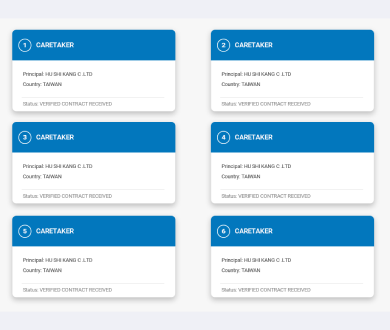 1 CARETAKER
Principal: HU SHI KANG C .LTD
Country: TAIWAN
Status: VERIFIED CONTRACT RECEIVED
2 CARETAKER
Principal: HU SHI KANG C .LTD
Country: TAIWAN
Status: VERIFIED CONTRACT RECEIVED
3 CARETAKER
Principal: HU SHI KANG C .LTD
Country: TAIWAN
Status: VERIFIED CONTRACT RECEIVED
4 CARETAKER
Principal: HU SHI KANG C .LTD
Country: TAIWAN
Status: VERIFIED CONTRACT RECEIVED
5 CARETAKER
Principal: HU SHI KANG C .LTD
Country: TAIWAN
Status: VERIFIED CONTRACT RECEIVED
6 CARETAKER
Principal: HU SHI KANG C .LTD
Country: TAIWAN
Status: VERIFIED CONTRACT RECEIVED